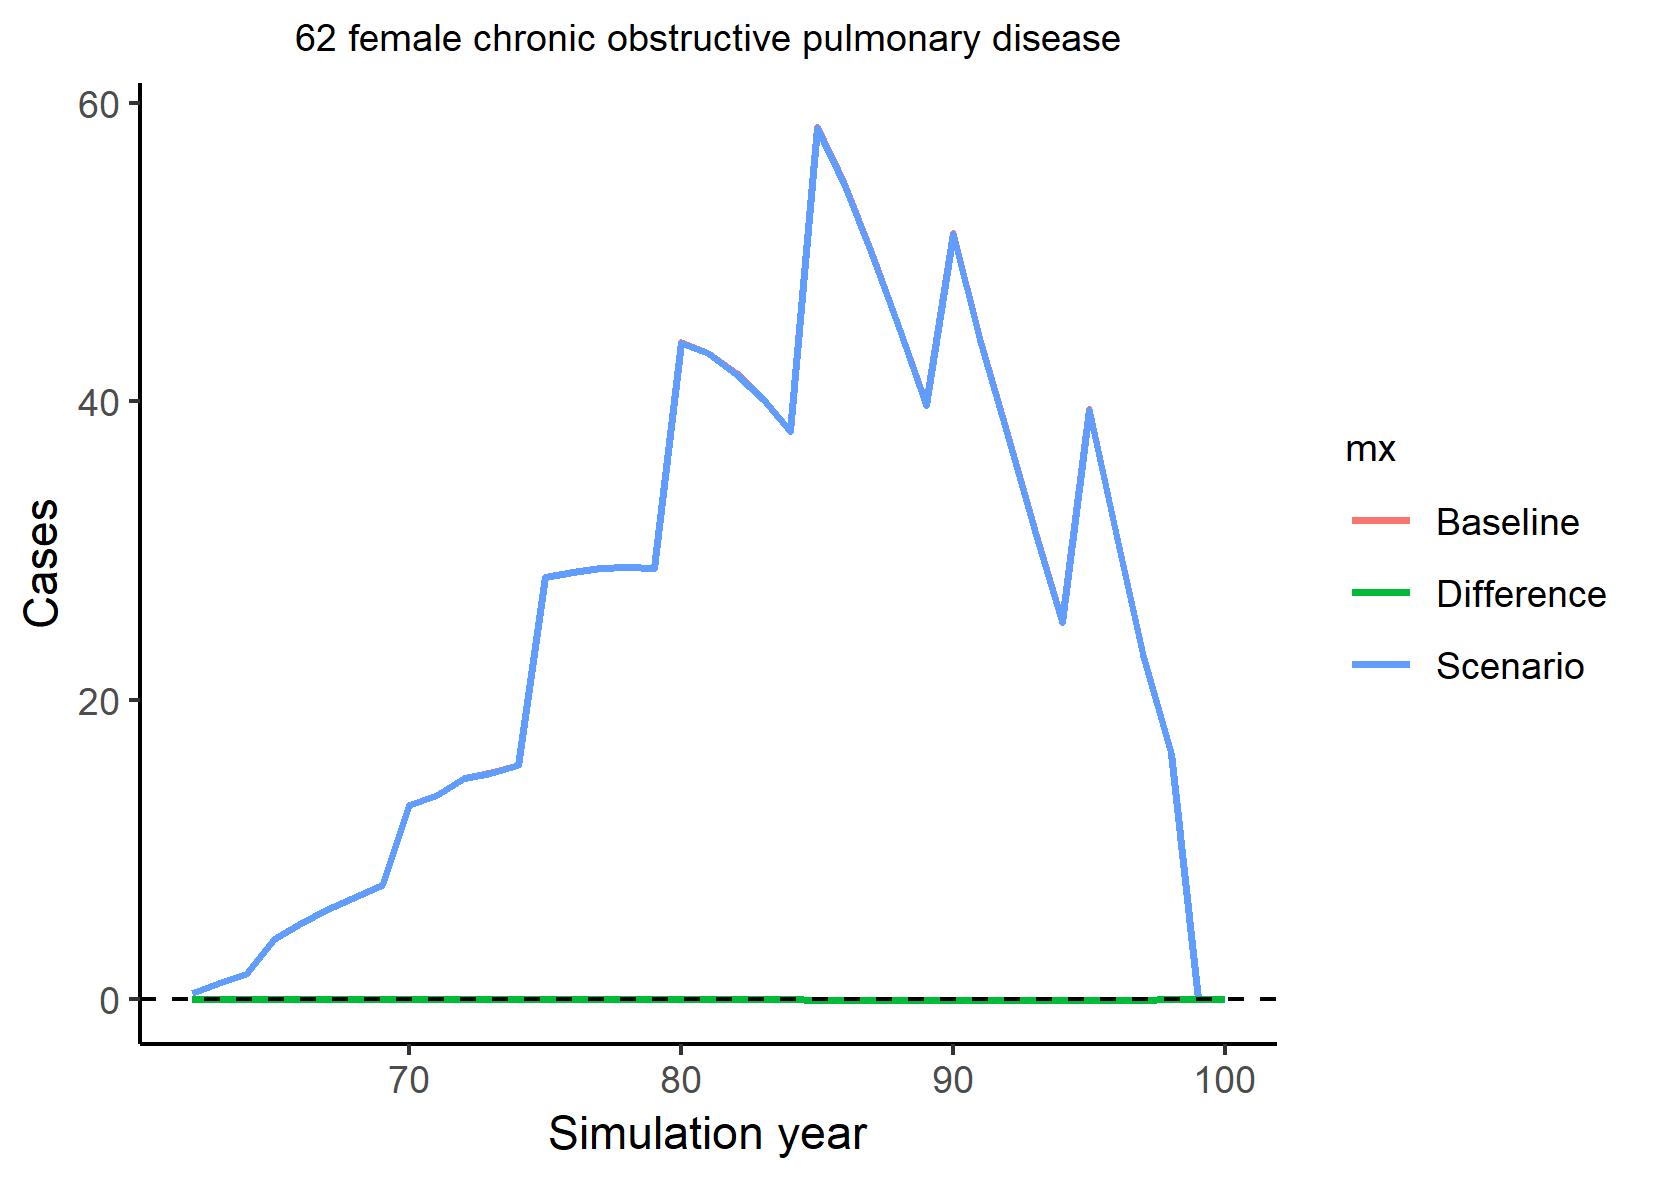 62 female chronic obstructive pulmonary disease
60
40
20
0
Cases
70 80 90 100
Simulation year
mx
Baseline
Difference
Scenario